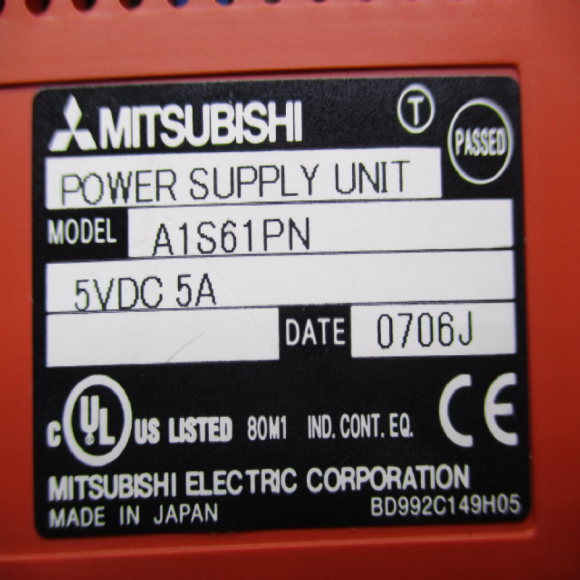 MITSUBISHI
T
PASSED
POWER SUPPLY UNIT
MODEL A1S61PN
5VDC 5A
DATE 0706J
C UL US LISTED 80M1 IND. CONT. EQ. CE
MITSUBISHI ELECTRIC CORPORATION
MADE IN JAPAN BD992C149H05